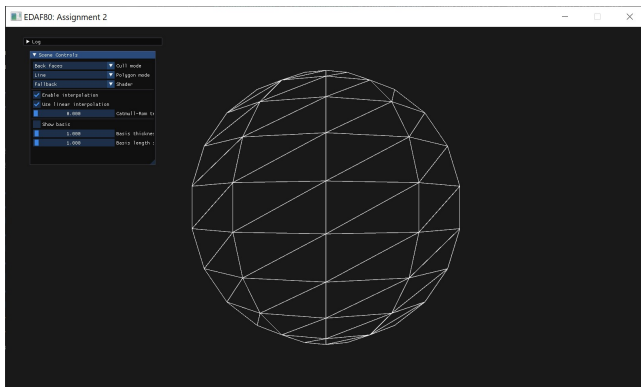 EDAF80: Assignment 2
Log
Scene Controls
Back Faces Cull mode
Line Polygon mode
Fallback Shader
Enable interpolation
Use linear interpolation
0.000 Catmull-Rom t
Show basis
1.000 Basis thicknes
1.000 Basis length